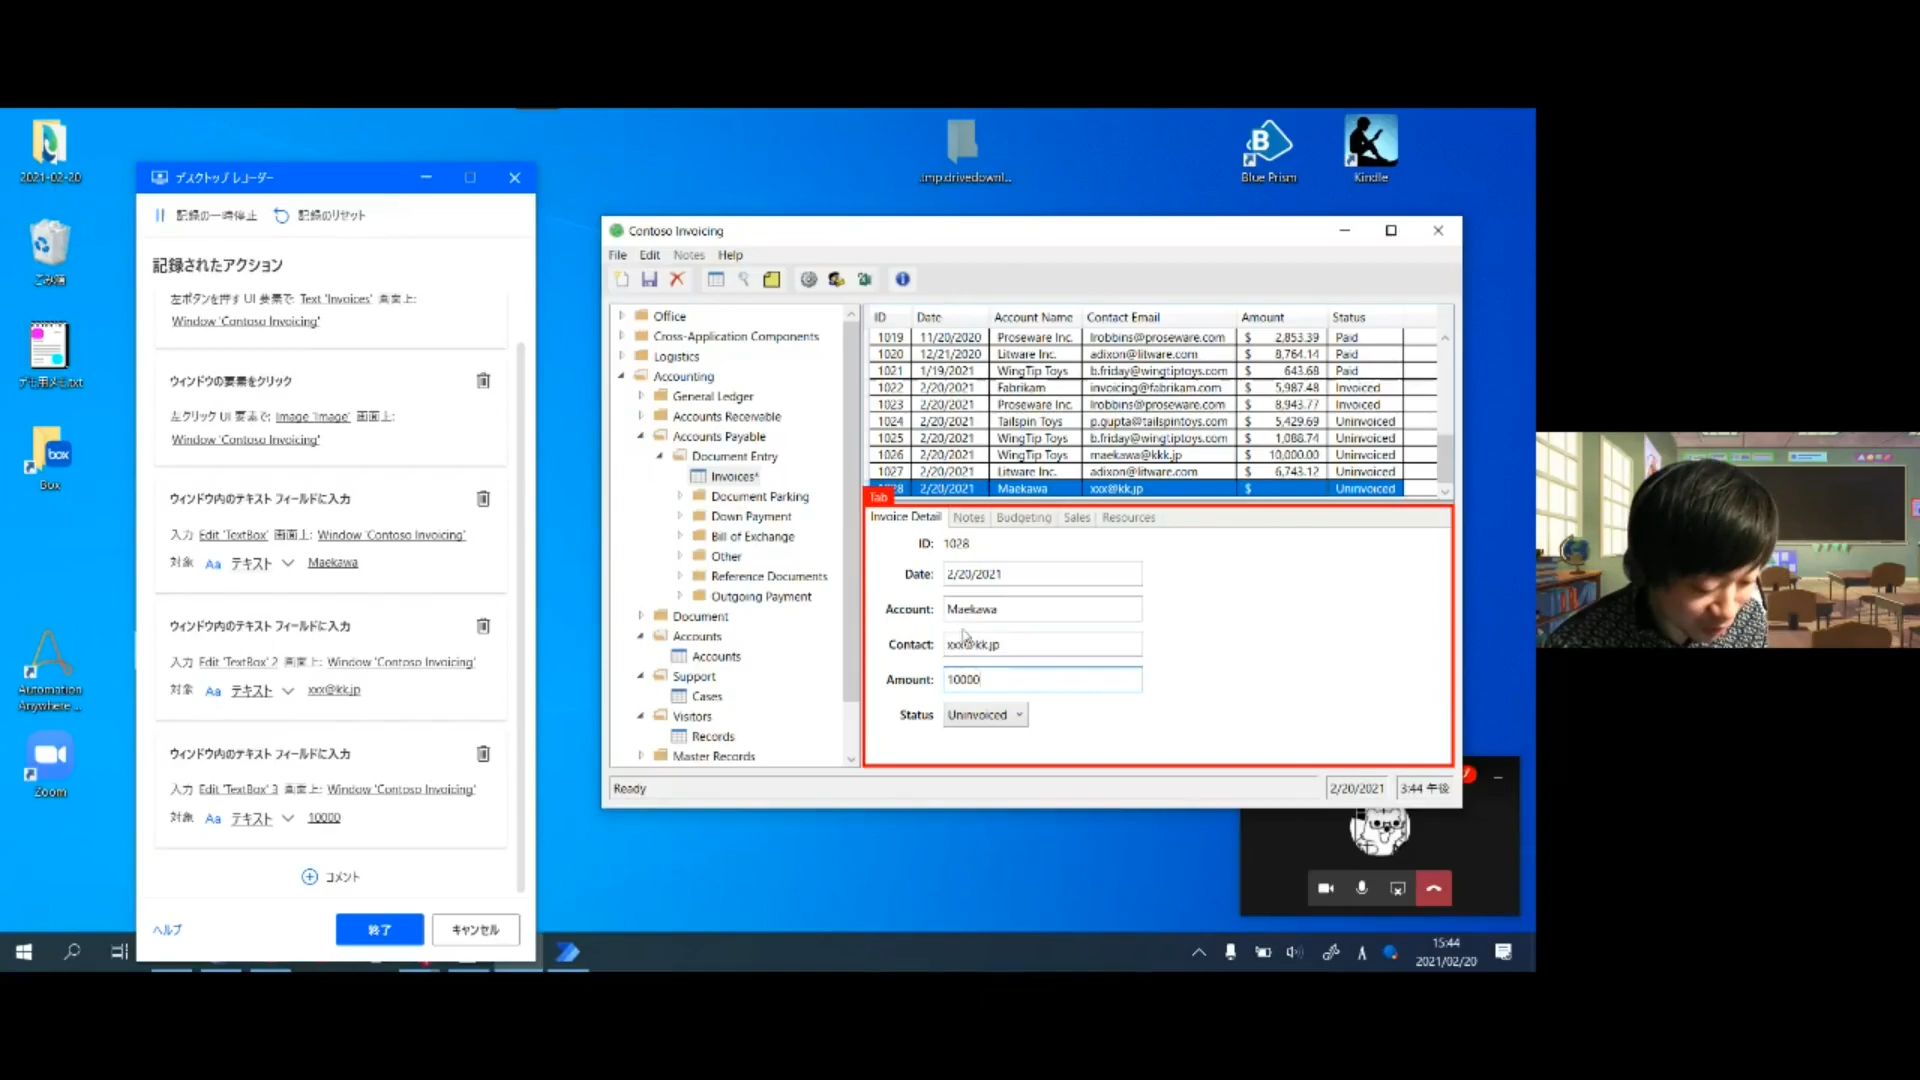 2021-02-20
ごみ箱
デモ用メモ.txt
box
Box
Automation
Anywhere ...
Zoom
.tmp.drivedownl...
Blue Prism
Kindle
デスクトップ レコーダー
記録の一時停止
記録のリセット
記録されたアクション
左ボタンを押す UI 要素で: Text 'Invoices' 画面上:
Window 'Contoso Invoicing'
ウィンドウの要素をクリック
左クリック UI 要素で: Image 'Image' 画面上:
Window 'Contoso Invoicing'
ウィンドウ内のテキスト フィールドに入力
入力 Edit 'TextBox' 画面上: Window 'Contoso Invoicing'
対象 Aa テキスト Maekawa
ウィンドウ内のテキスト フィールドに入力
入力 Edit 'TextBox' 2 画面上: Window 'Contoso Invoicing'
対象 Aa テキスト xxx@kk.jp
ウィンドウ内のテキスト フィールドに入力
入力 Edit 'TextBox' 3 画面上: Window 'Contoso Invoicing'
対象 Aa テキスト 10000
コメント
ヘルプ
終了
キャンセル
Contoso Invoicing
File Edit Notes Help
Office
Cross-Application Components
Logistics
Accounting
General Ledger
Accounts Receivable
Accounts Payable
Document Entry
Invoices*
Document Parking
Down Payment
Bill of Exchange
Other
Reference Documents
Outgoing Payment
Document
Accounts
Accounts
Support
Cases
Visitors
Records
Master Records
ID Date Account Name Contact Email Amount Status
1019 11/20/2020 Proseware Inc. lrobbins@proseware.com $ 2,853.39 Paid
1020 12/21/2020 Litware Inc. adixon@litware.com $ 8,764.14 Paid
1021 1/19/2021 WingTip Toys b.friday@wingtiptoys.com $ 643.68 Paid
1022 2/20/2021 Fabrikam invoicing@fabrikam.com $ 5,987.48 Invoiced
1023 2/20/2021 Proseware Inc. lrobbins@proseware.com $ 8,943.77 Invoiced
1024 2/20/2021 Tailspin Toys p.gupta@tailspintoys.com $ 5,429.69 Uninvoiced
1025 2/20/2021 WingTip Toys b.friday@wingtiptoys.com $ 1,088.74 Uninvoiced
1026 2/20/2021 WingTip Toys maekawa@kkk.jp $ 10,000.00 Uninvoiced
1027 2/20/2021 Litware Inc. adixon@litware.com $ 6,743.12 Uninvoiced
28 2/20/2021 Maekawa xxx@kk.jp $ Uninvoiced
Tab
Invoice Detail Notes Budgeting Sales Resources
ID: 1028
Date: 2/20/2021
Account: Maekawa
Contact: xxx@kk.jp
Amount: 10000
Status Uninvoiced
Ready
2/20/2021
3:44 午後
15:44
2021/02/20